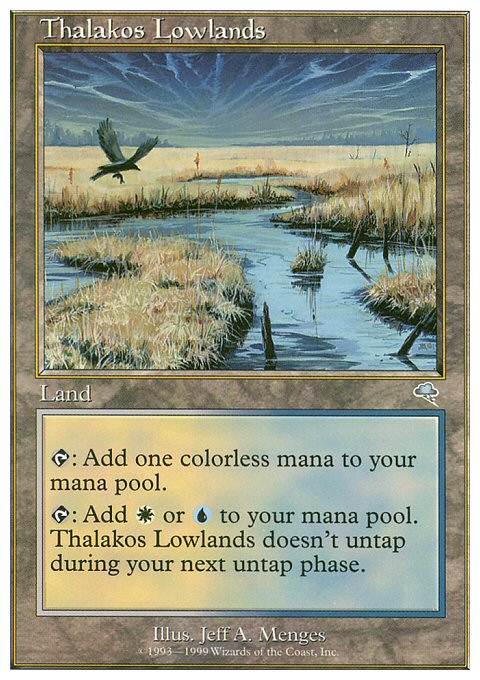 Thalakos Lowlands
Land
: Add one colorless mana to your
mana pool.
: Add or to your mana pool.
Thalakos Lowlands doesn't untap
during your next untap phase.
Illus. Jeff A. Menges
©1993–1999 Wizards of the Coast, Inc.